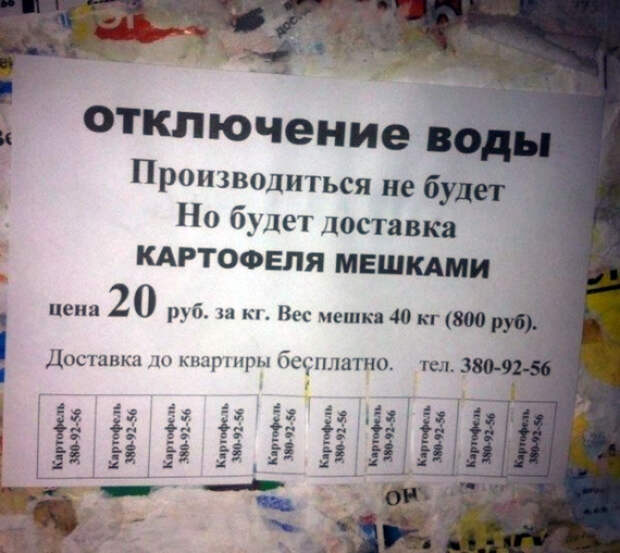 отключение воды
Производиться не будет
Но будет доставка
КАРТОФЕЛЯ МЕШКАМИ
цена 20 руб. за кг. Вес мешка 40 кг (800 руб).
Доставка до квартиры бесплатно. тел. 380-92-56
Картофель 380-92-56
Картофель 380-92-56
Картофель 380-92-56
Картофель 380-92-56
Картофель 380-92-56
Картофель 380-92-56
Картофель 380-92-56
Картофель 380-92-56
Картофель 380-92-56
Картофель 380-92-56
он